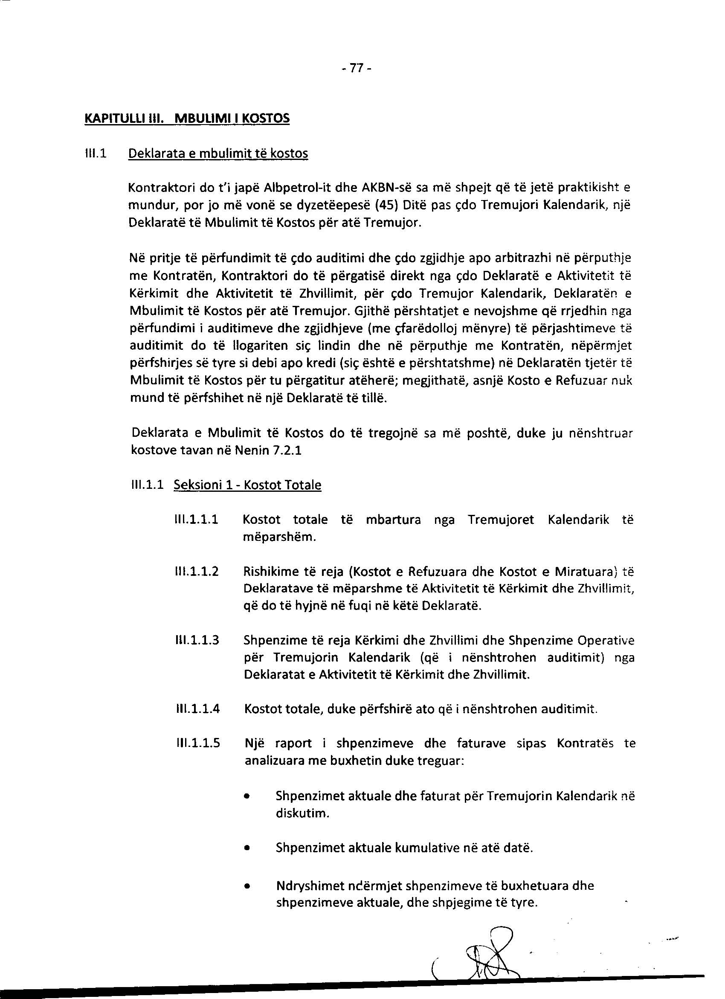 - 77 -
KAPITULLI III. MBULIMI I KOSTOS
III.1 Deklarata e mbulimit të kostos
Kontraktori do t'i japë Albpetrol-it dhe AKBN-së sa më shpejt që të jetë praktikisht e
mundur, por jo më vonë se dyzetëepesë (45) Ditë pas çdo Tremujori Kalendarik, një
Deklaratë të Mbulimit të Kostos për atë Tremujor.
Në pritje të përfundimit të çdo auditimi dhe çdo zgjidhje apo arbitrazhi në përputhje
me Kontratën, Kontraktori do të përgatisë direkt nga çdo Deklaratë e Aktivitetit të
Kërkimit dhe Aktivitetit të Zhvillimit, për çdo Tremujor Kalendarik, Deklaratën e
Mbulimit të Kostos për atë Tremujor. Gjithë përshtatjet e nevojshme që rrjedhin nga
përfundimi i auditimeve dhe zgjidhjeve (me çfarëdolloj mënyre) të përjashtimeve të
auditimit do të llogariten siç lindin dhe në përputhje me Kontratën, nëpërmjet
përfshirjes së tyre si debi apo kredi (siç është e përshtatshme) në Deklaratën tjetër të
Mbulimit të Kostos për tu përgatitur atëherë; megjithatë, asnjë Kosto e Refuzuar nuk
mund të përfshihet në një Deklaratë të tillë.
Deklarata e Mbulimit të Kostos do të tregojnë sa më poshtë, duke ju nënshtruar
kostove tavan në Nenin 7.2.1
III.1.1 Seksioni 1 - Kostot Totale
III.1.1.1 Kostot totale të mbartura nga Tremujoret Kalendarik të
mëparshëm.
III.1.1.2 Rishikime të reja (Kostot e Refuzuara dhe Kostot e Miratuara) të
Deklaratave të mëparshme të Aktivitetit të Kërkimit dhe Zhvillimit,
që do të hyjnë në fuqi në këtë Deklaratë.
III.1.1.3 Shpenzime të reja Kërkimi dhe Zhvillimi dhe Shpenzime Operative
për Tremujorin Kalendarik (që i nënshtrohen auditimit) nga
Deklaratat e Aktivitetit të Kërkimit dhe Zhvillimit.
III.1.1.4 Kostot totale, duke përfshirë ato që i nënshtrohen auditimit.
III.1.1.5 Një raport i shpenzimeve dhe faturave sipas Kontratës te
analizuara me buxhetin duke treguar:
• Shpenzimet aktuale dhe faturat për Tremujorin Kalendarik në
diskutim.
• Shpenzimet aktuale kumulative në atë datë.
• Ndryshimet ndërmjet shpenzimeve të buxhetuara dhe
shpenzimeve aktuale, dhe shpjegime të tyre.